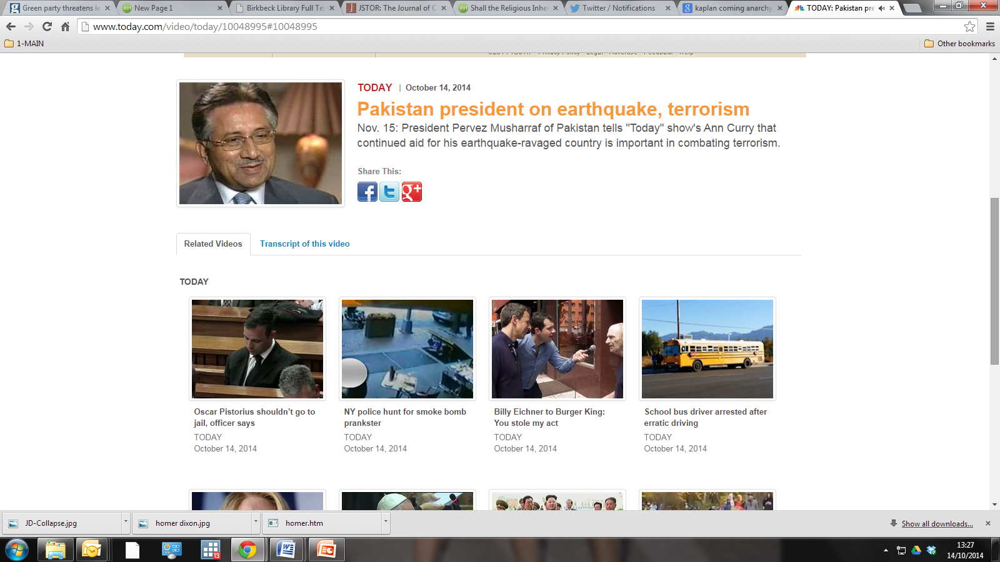 Green party threatens le
New Page 1
Birkbeck Library Full Te
JSTOR: The Journal of C
Shall the Religious Inhe
Twitter / Notifications
kaplan coming anarchy
TODAY: Pakistan pre
www.today.com/video/today/10048995#10048995
1-MAIN
Other bookmarks
TODAY | October 14, 2014
Pakistan president on earthquake, terrorism
Nov. 15: President Pervez Musharraf of Pakistan tells "Today" show's Ann Curry that
continued aid for his earthquake-ravaged country is important in combating terrorism.
Share This:
Related Videos
Transcript of this video
TODAY
Oscar Pistorius shouldn't go to
jail, officer says
TODAY
October 14, 2014
NY police hunt for smoke bomb
prankster
TODAY
October 14, 2014
Billy Eichner to Burger King:
You stole my act
TODAY
October 14, 2014
School bus driver arrested after
erratic driving
TODAY
October 14, 2014
JD-Collapse.jpg
homer dixon.jpg
homer.htm
Show all downloads...
13
13:27
14/10/2014